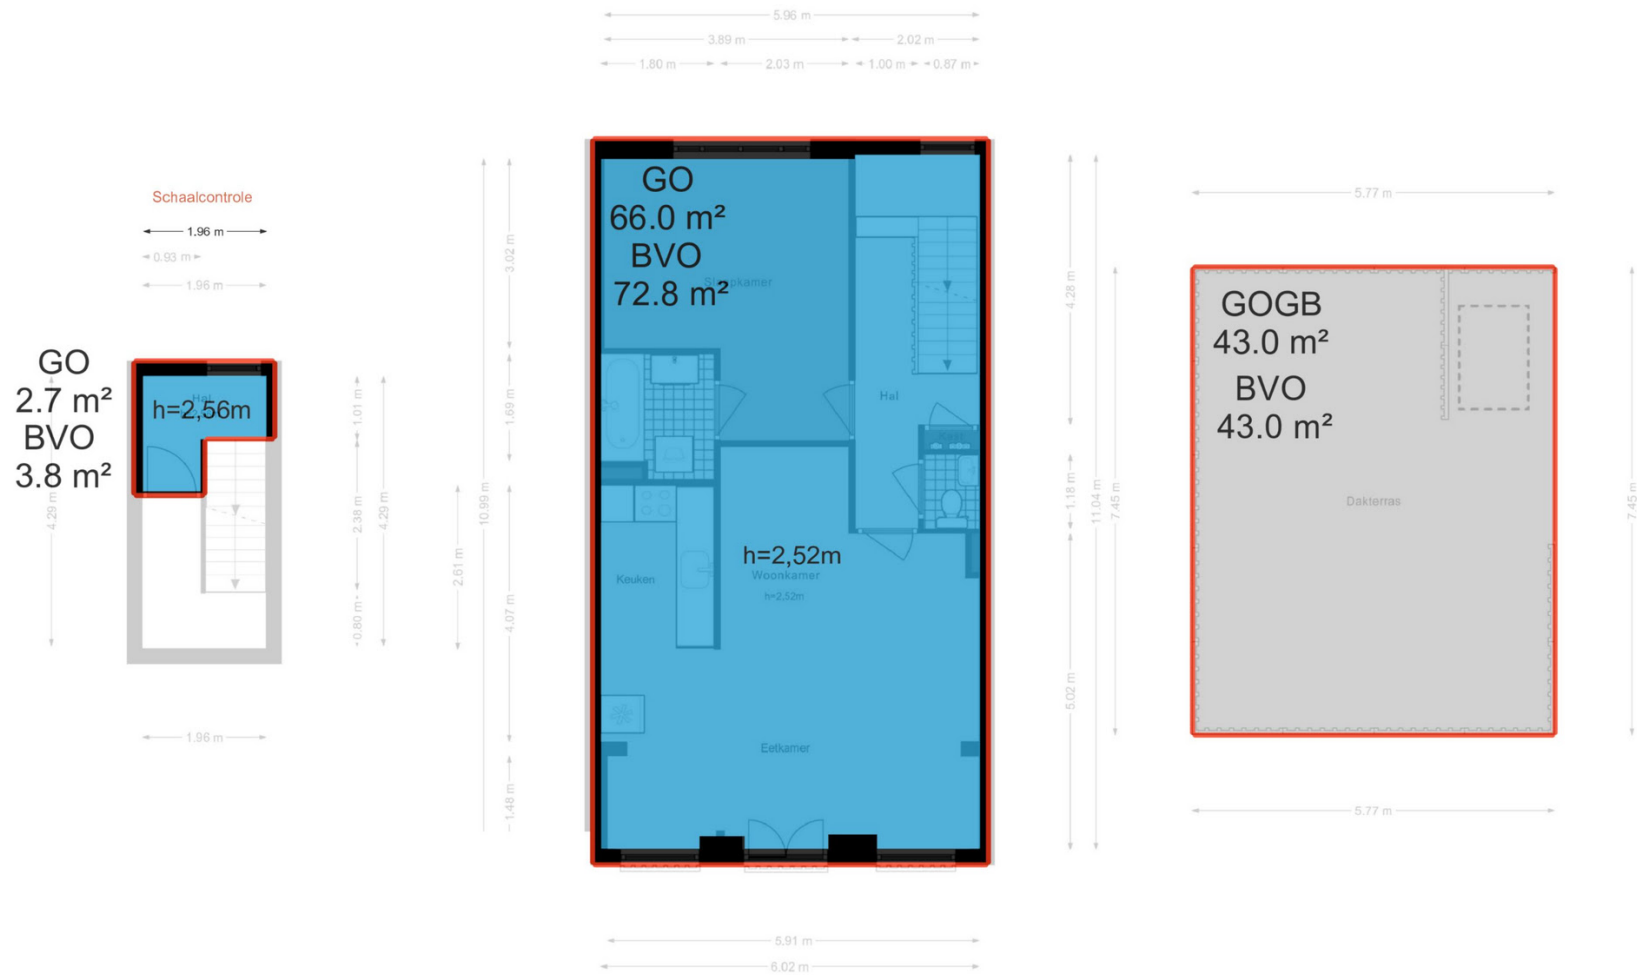 5.96 m
3.89 m
2.02 m
1.80 m
2.03 m
1.00 m
0.87 m
Schaalcontrole
1.96 m
0.93 m
1.96 m
GO
2.7 m²
BVO
3.8 m²
Hal
h=2,56m
4.29 m
1.01 m
2.38 m
0.80 m
4.29 m
1.96 m
2.61 m
10.99 m
3.02 m
1.69 m
4.07 m
1.48 m
GO
66.0 m²
BVO
72.8 m²
Slaapkamer
Hal
Keuken
h=2,52m
Woonkamer
h=2.52m
Eetkamer
4.28 m
1.18 m
5.02 m
11.04 m
7.45 m
5.91 m
6.02 m
5.77 m
GOGB
43.0 m²
BVO
43.0 m²
Dakterras
7.45 m
5.77 m